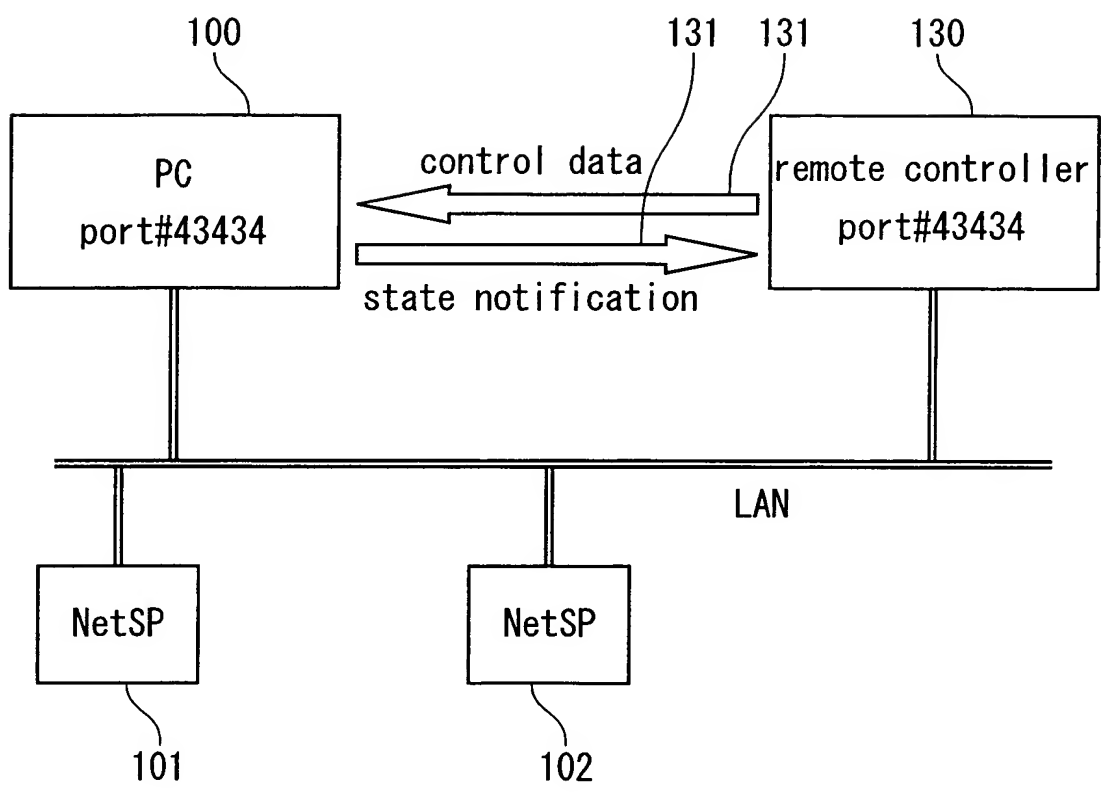 100
131
131
130
PC
port#43434
control data
state notification
remote controller
port#43434
LAN
NetSP
NetSP
101
102